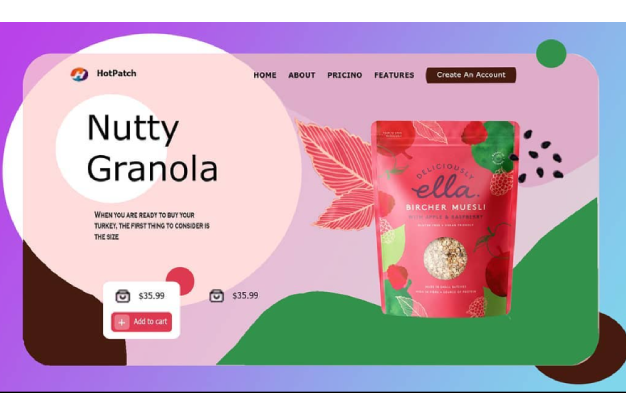 HotPatch
HOME ABOUT PRICINO FEATURES Create An Account
Nutty
Granola
WHEN YOU ARE READY TO BUY YOUR
TURKEY, THE FIRST THING TO CONSIDER IS
THE SIZE
$35.99 $35.99
+ Add to cart
DELICIOUSLY
ella.
BIRCHER MUESLI
WITH APPLE & RASPBERRY